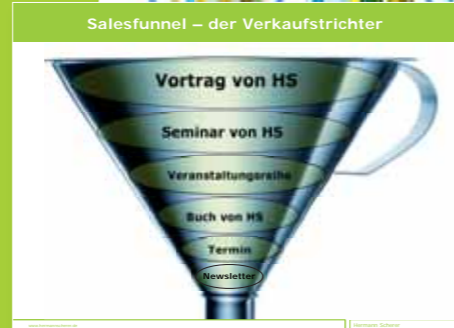 Salesfunnel – der Verkaufstrichter
Vortrag von HS
Seminar von HS
Veranstaltungsreihe
Buch von HS
Termin
Newsletter
Hermann Scherer